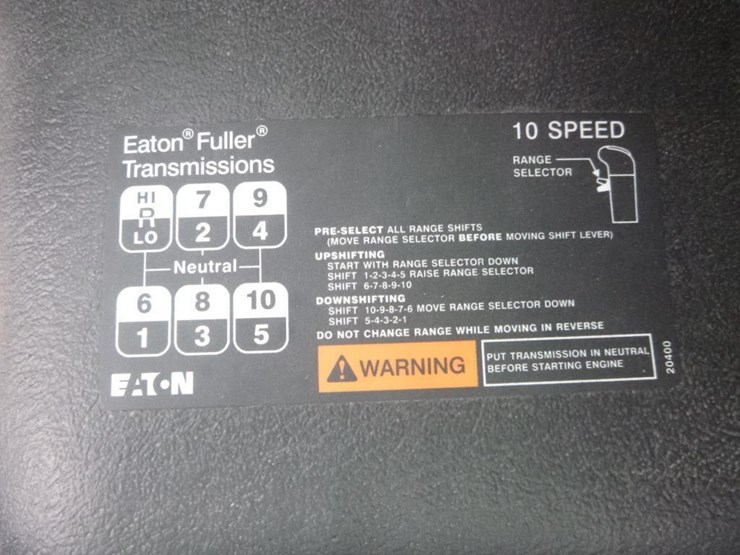 Eaton® Fuller®
Transmissions
HI
R
LO
7
2
9
4
Neutral
6
1
8
3
10
5
EATON
10 SPEED
RANGE
SELECTOR
PRE-SELECT ALL RANGE SHIFTS
(MOVE RANGE SELECTOR BEFORE MOVING SHIFT LEVER)
UPSHIFTING
START WITH RANGE SELECTOR DOWN
SHIFT 1-2-3-4-5 RAISE RANGE SELECTOR
SHIFT 6-7-8-9-10
DOWNSHIFTING
SHIFT 10-9-8-7-6 MOVE RANGE SELECTOR DOWN
SHIFT 5-4-3-2-1
DO NOT CHANGE RANGE WHILE MOVING IN REVERSE
WARNING
PUT TRANSMISSION IN NEUTRAL
BEFORE STARTING ENGINE
20400